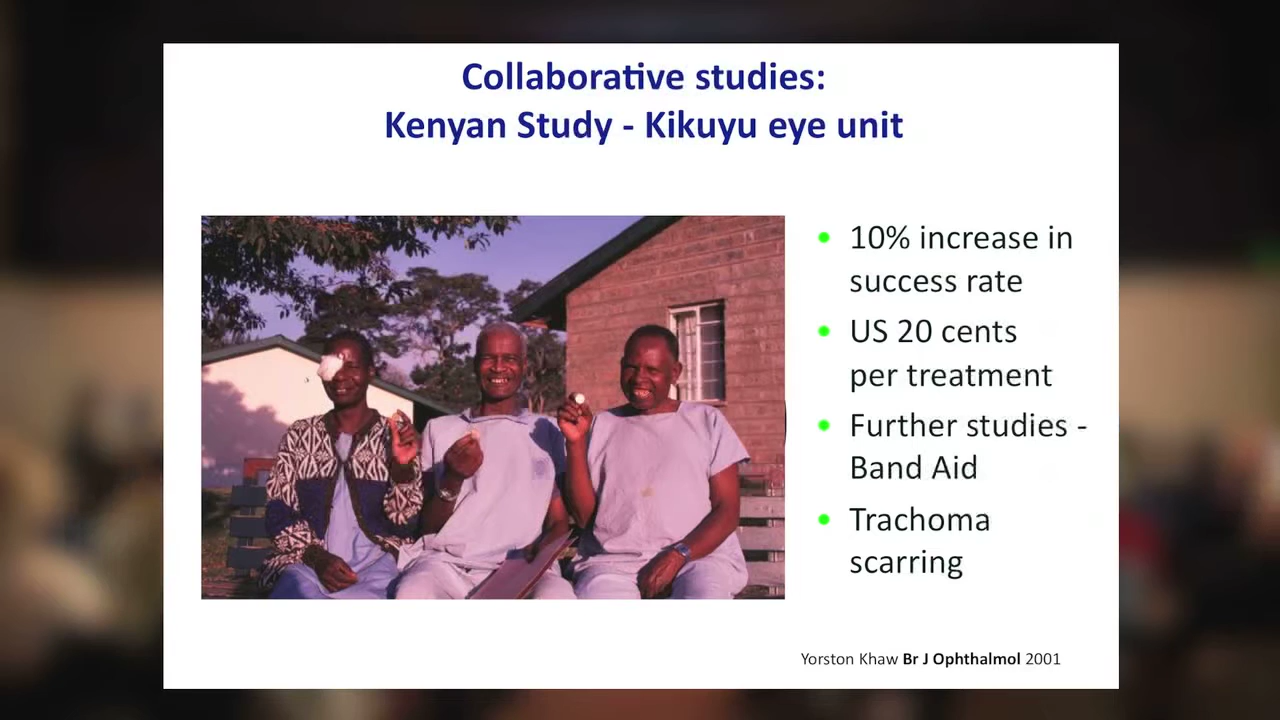 Collaborative studies:
Kenyan Study - Kikuyu eye unit
10% increase in
success rate
US 20 cents
per treatment
Further studies -
Band Aid
Trachoma
scarring
Yorston Khaw Br J Ophthalmol 2001